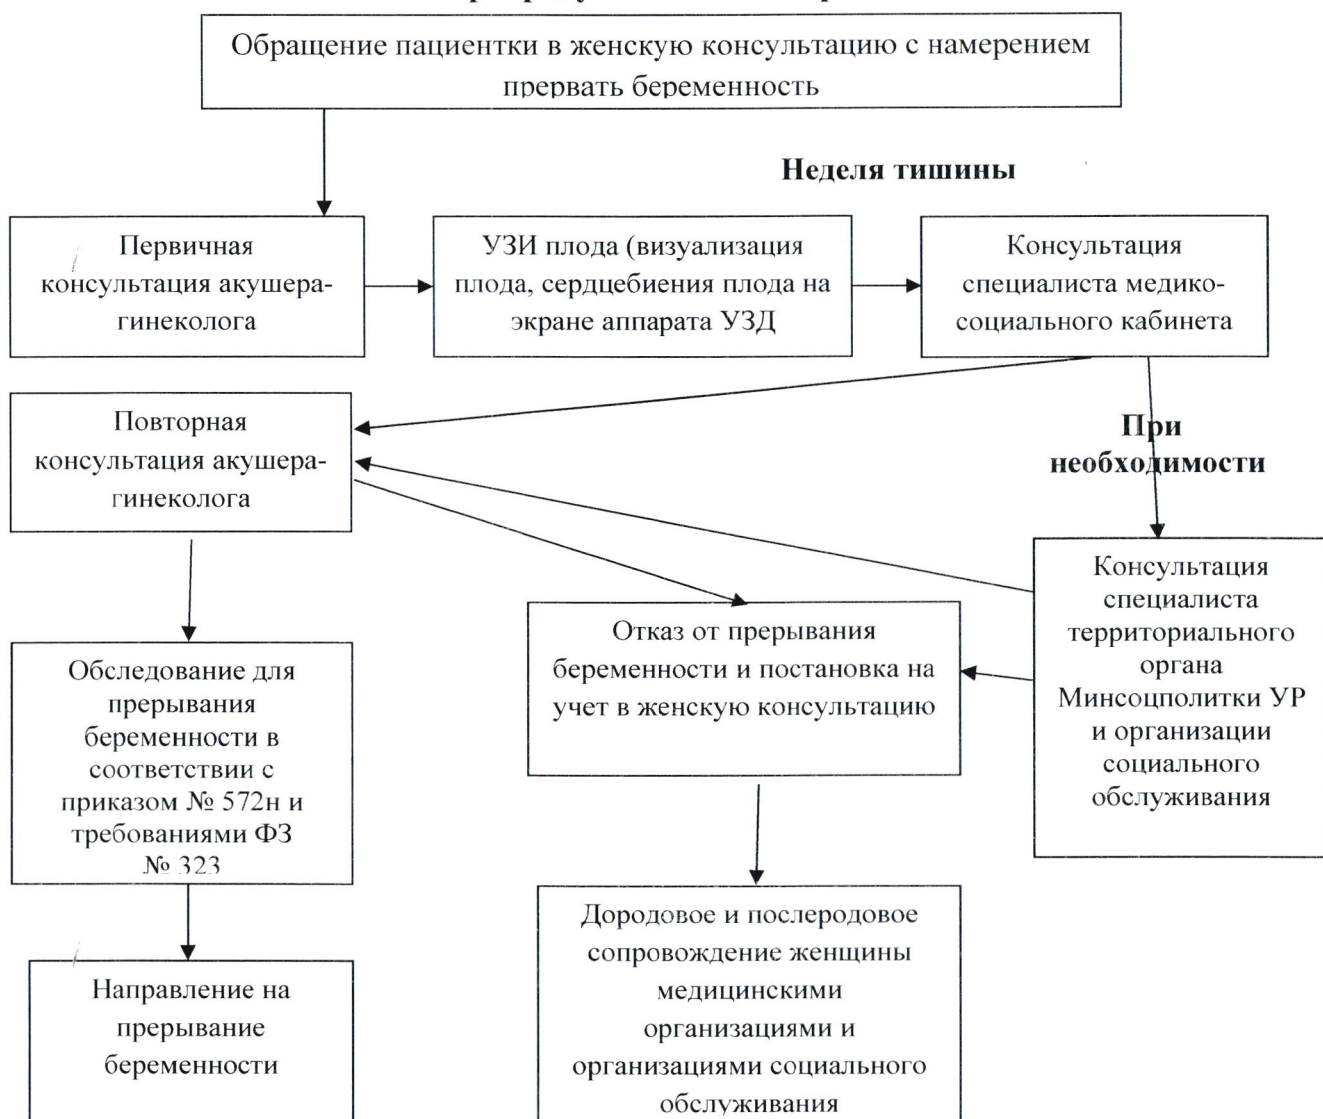 Обращение пациентки в женскую консультацию с намерением
прервать беременность
Неделя тишины
Первичная
консультация акушера-
гинеколога
УЗИ плода (визуализация
плода, сердцебиения плода на
экране аппарата УЗД
Консультация
специалиста медико-
социального кабинета
Повторная
консультация акушера-
гинеколога
При
необходимости
Консультация
специалиста
территориального
органа
Минсоцполитки УР
и организации
социального
обслуживания
Отказ от прерывания
беременности и постановка на
учет в женскую консультацию
Обследование для
прерывания
беременности в
соответствии с
приказом № 572н и
требованиями ФЗ
№ 323
Дородовое и послеродовое
сопровождение женщины
медицинскими
организациями и
организациями социального
обслуживания
Направление на
прерывание
беременности